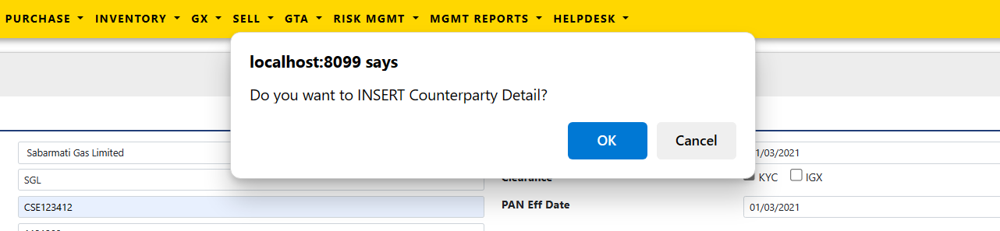 PURCHASE INVENTORY GX SELL GTA RISK MGMT MGMT REPORTS HELPDESK
localhost:8099 says
Do you want to INSERT Counterparty Detail?
OK Cancel
Sabarmati Gas Limited 1/03/2021
SGL Clearance KYC IGX
CSE123412 PAN Eff Date 01/03/2021